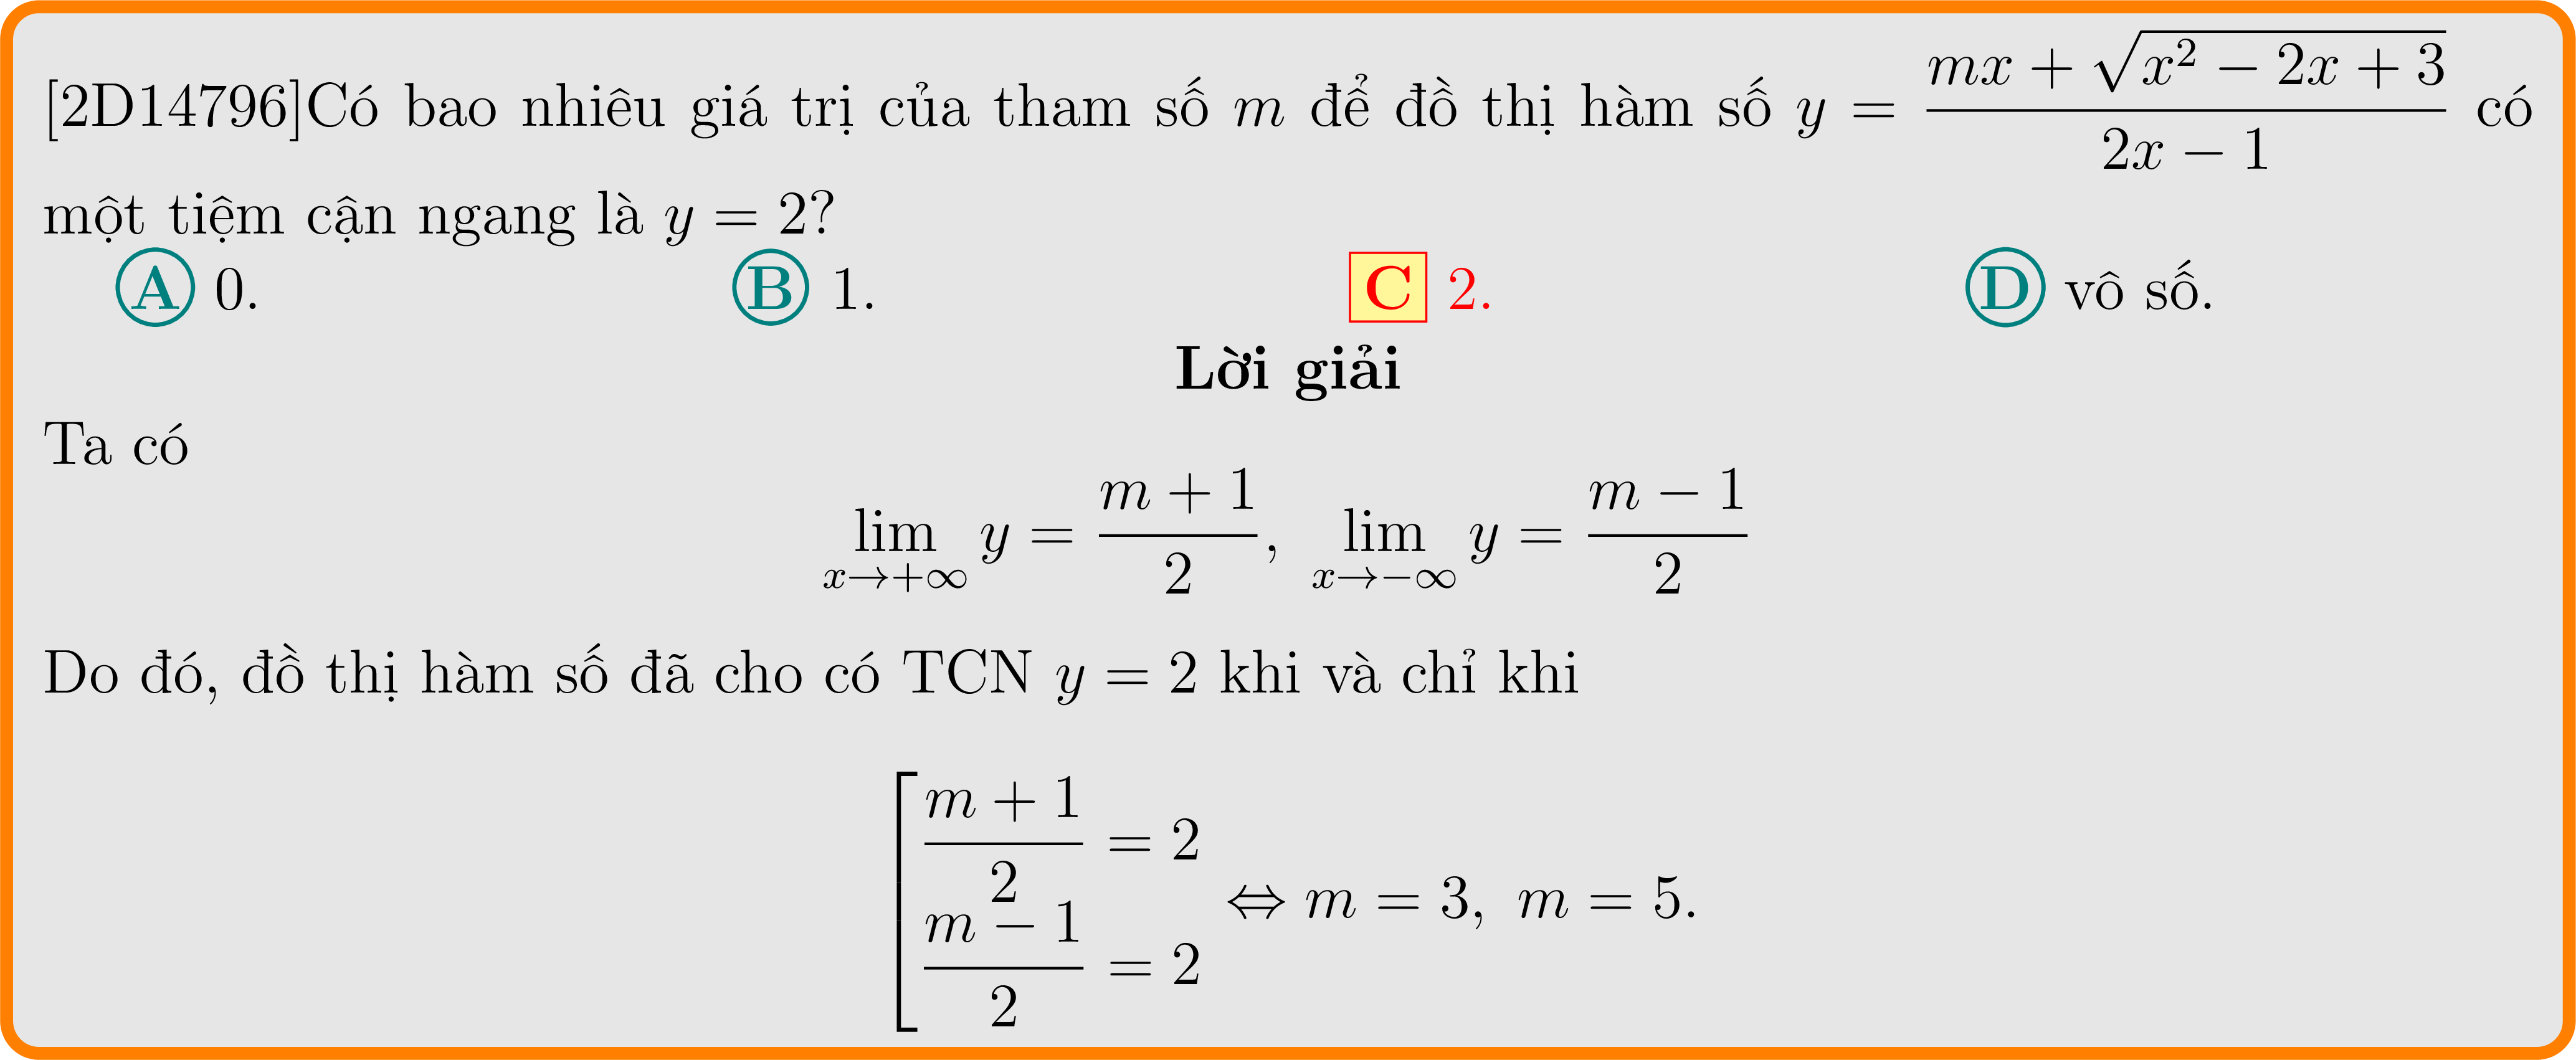 [2D14796]Có bao nhiêu giá trị của tham số m để đồ thị hàm số y = \frac{mx + \sqrt{x^2 - 2x + 3}}{2x - 1} có
một tiệm cận ngang là y = 2?
A 0. B 1. C 2. D vô số.
Lời giải
Ta có
\lim_{x \to +\infty} y = \frac{m + 1}{2}, \lim_{x \to -\infty} y = \frac{m - 1}{2}
Do đó, đồ thị hàm số đã cho có TCN y = 2 khi và chỉ khi
\left[ \begin{array}{l} \frac{m + 1}{2} = 2 \\ \frac{m - 1}{2} = 2 \end{array} \right. \Leftrightarrow m = 3, m = 5.